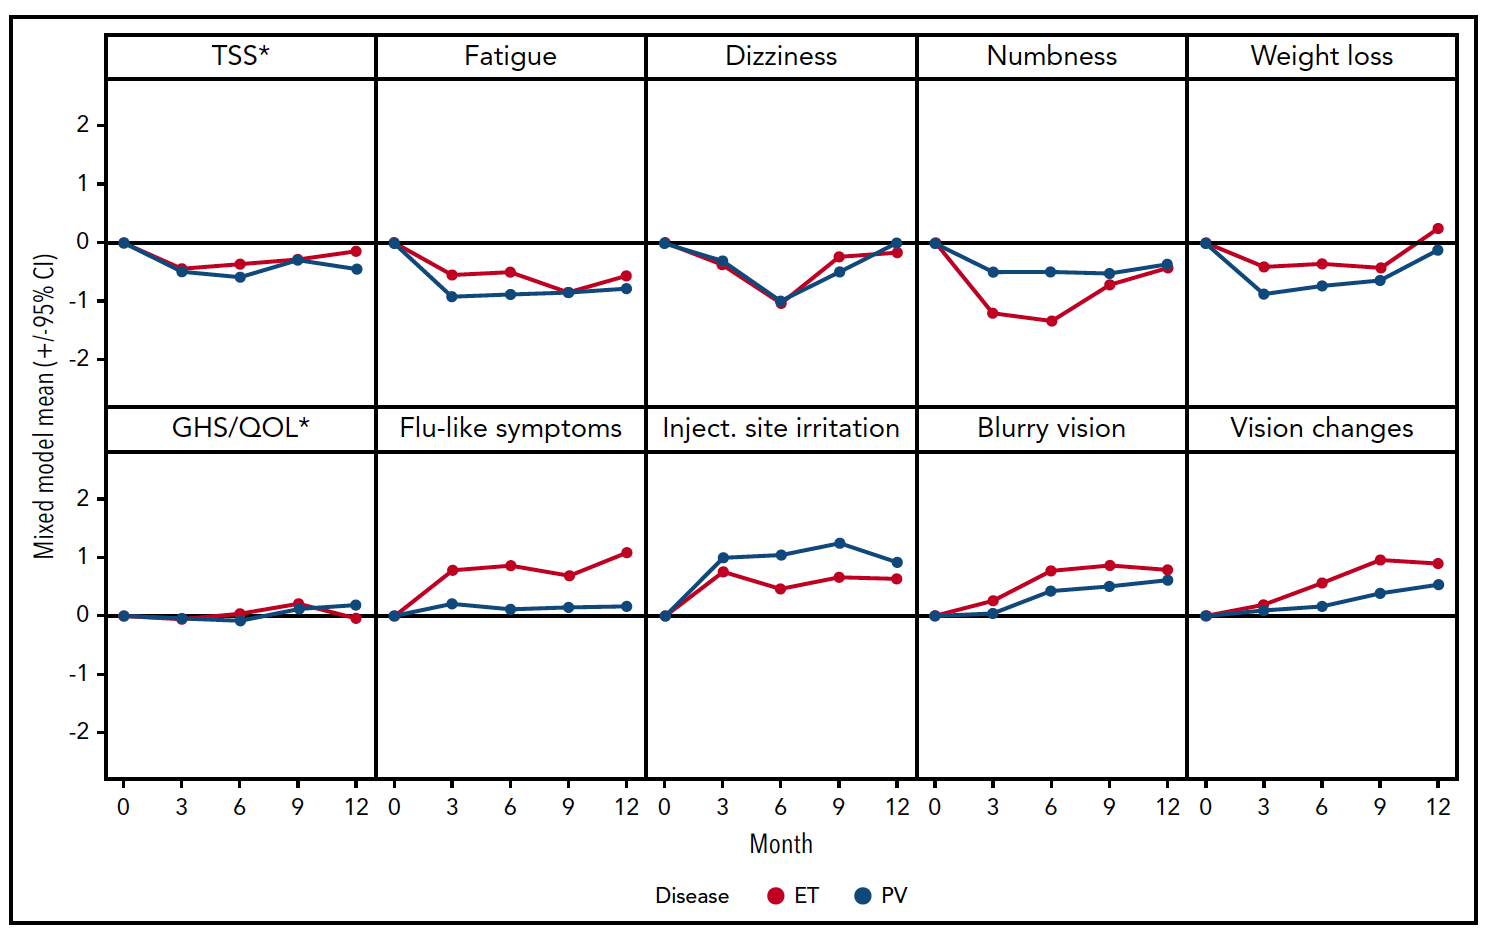 TSS* Fatigue Dizziness Numbness Weight loss
2
1
0
-1
-2
Mixed model mean (+/-95% CI)
GHS/QOL* Flu-like symptoms Inject. site irritation Blurry vision Vision changes
2
1
0
-1
-2
0 3 6 9 12 0 3 6 9 12 0 3 6 9 12 0 3 6 9 12 0 3 6 9 12
Month
Disease ET PV